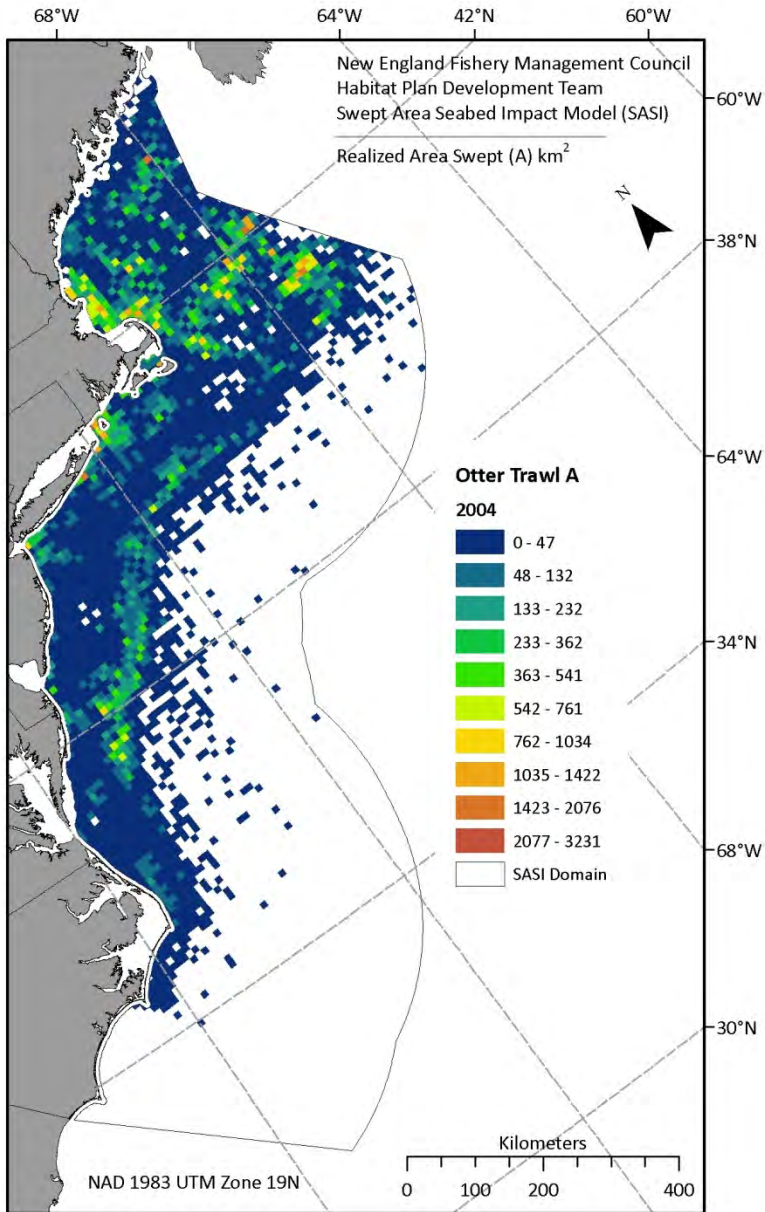 68°W
64°W
42°N
60°W
New England Fishery Management Council
Habitat Plan Development Team
Swept Area Seabed Impact Model (SASI)
Realized Area Swept (A) km²
60°W
N
38°N
64°W
Otter Trawl A
2004
0 - 47
48 - 132
133 - 232
233 - 362
363 - 541
542 - 761
762 - 1034
1035 - 1422
1423 - 2076
2077 - 3231
SASI Domain
34°N
68°W
30°N
Kilometers
0 100 200 400
NAD 1983 UTM Zone 19N